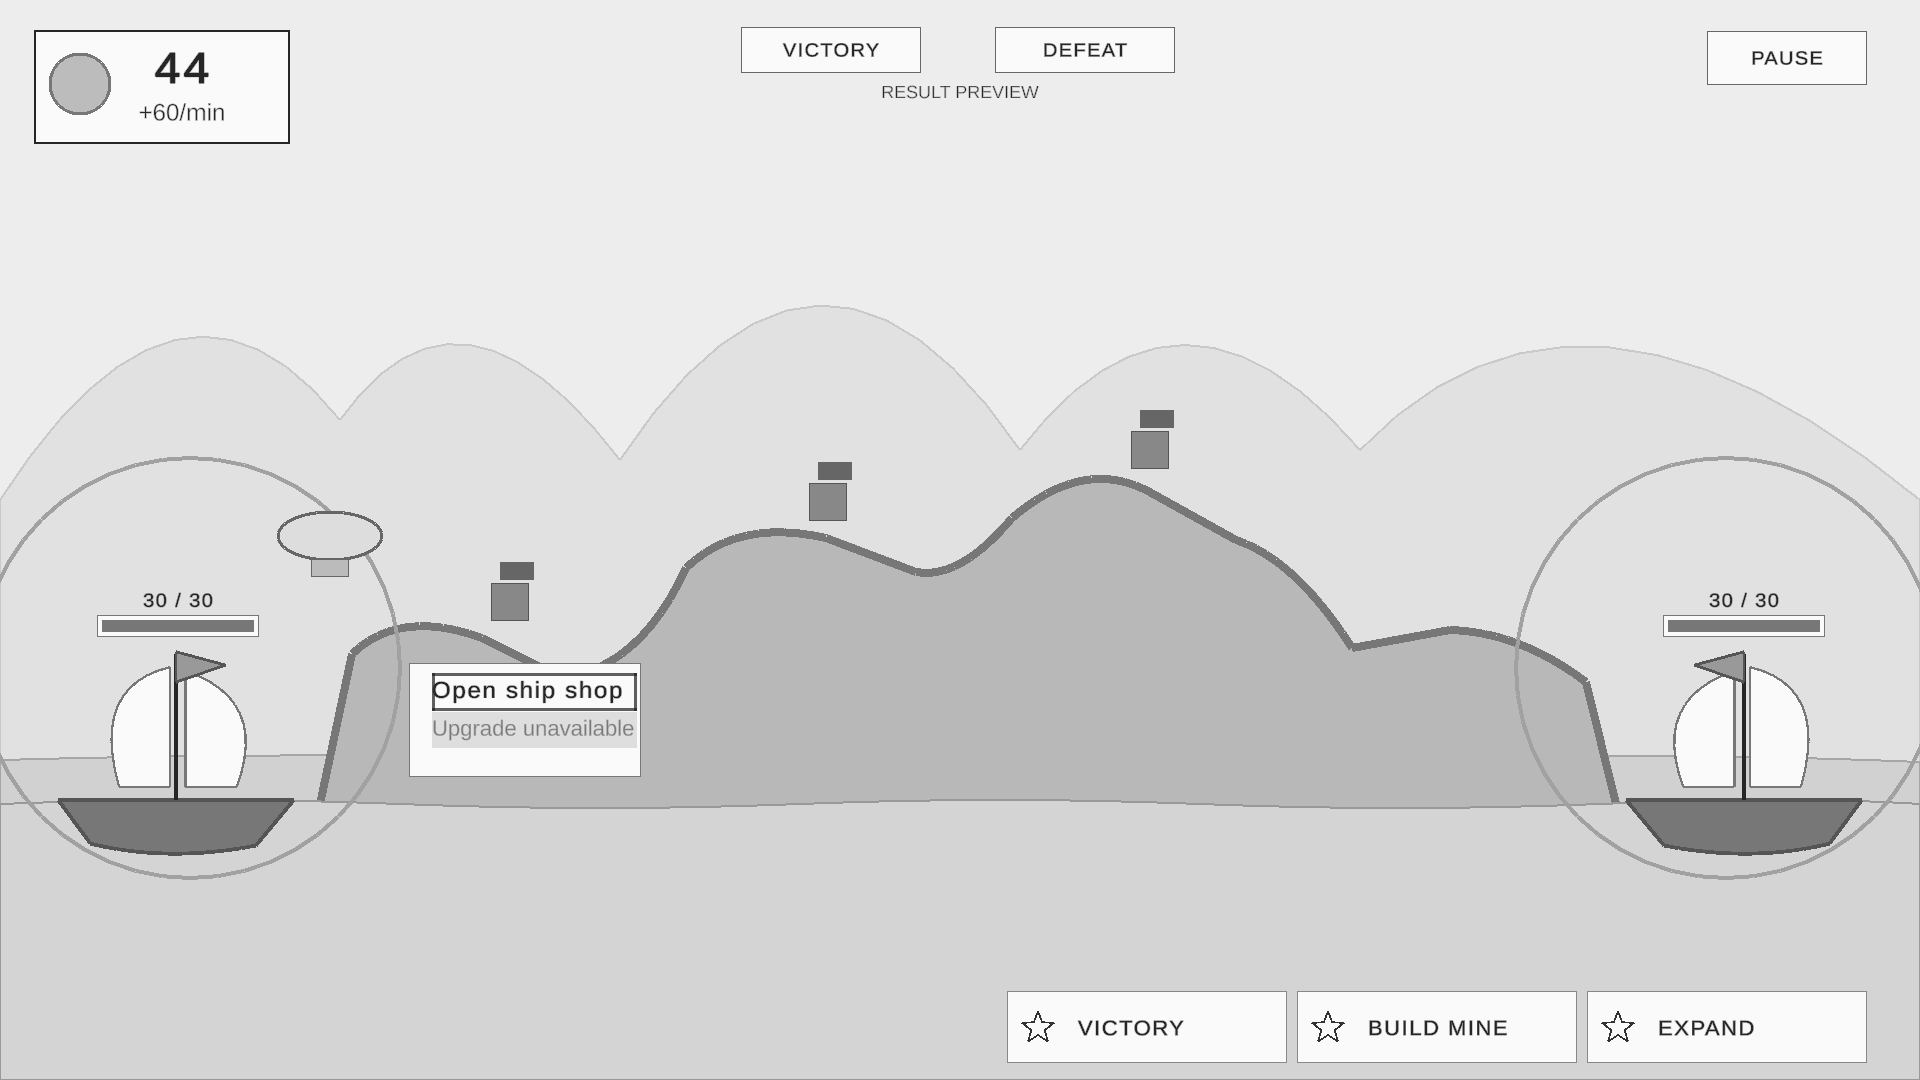 44
+60/min
VICTORY
DEFEAT
RESULT PREVIEW
PAUSE
30 / 30
30 / 30
Open ship shop
Upgrade unavailable
VICTORY
BUILD MINE
EXPAND